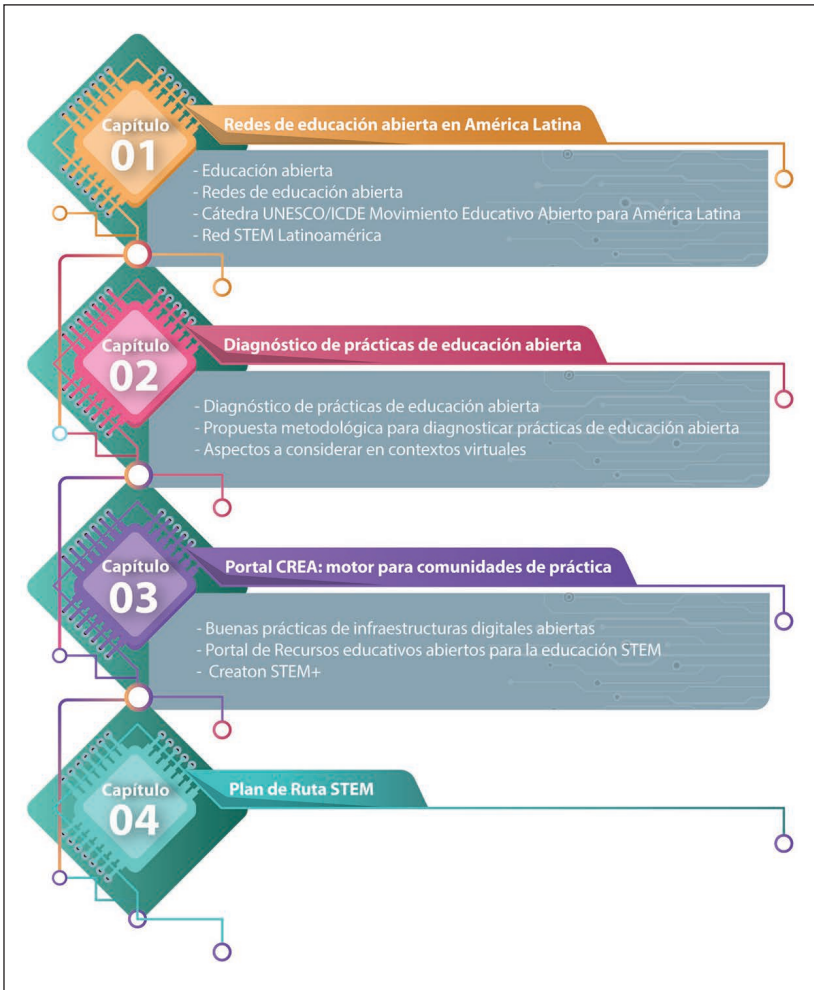 Capítulo
01
Redes de educación abierta en América Latina
- Educación abierta
- Redes de educación abierta
- Cátedra UNESCO/ICDE Movimiento Educativo Abierto para América Latina
- Red STEM Latinoamérica
Capítulo
02
Diagnóstico de prácticas de educación abierta
- Diagnóstico de prácticas de educación abierta
- Propuesta metodológica para diagnosticar prácticas de educación abierta
- Aspectos a considerar en contextos virtuales
Capítulo
03
Portal CREA: motor para comunidades de práctica
- Buenas prácticas de infraestructuras digitales abiertas
- Portal de Recursos educativos abiertos para la educación STEM
- Creaton STEM+
Capítulo
04
Plan de Ruta STEM